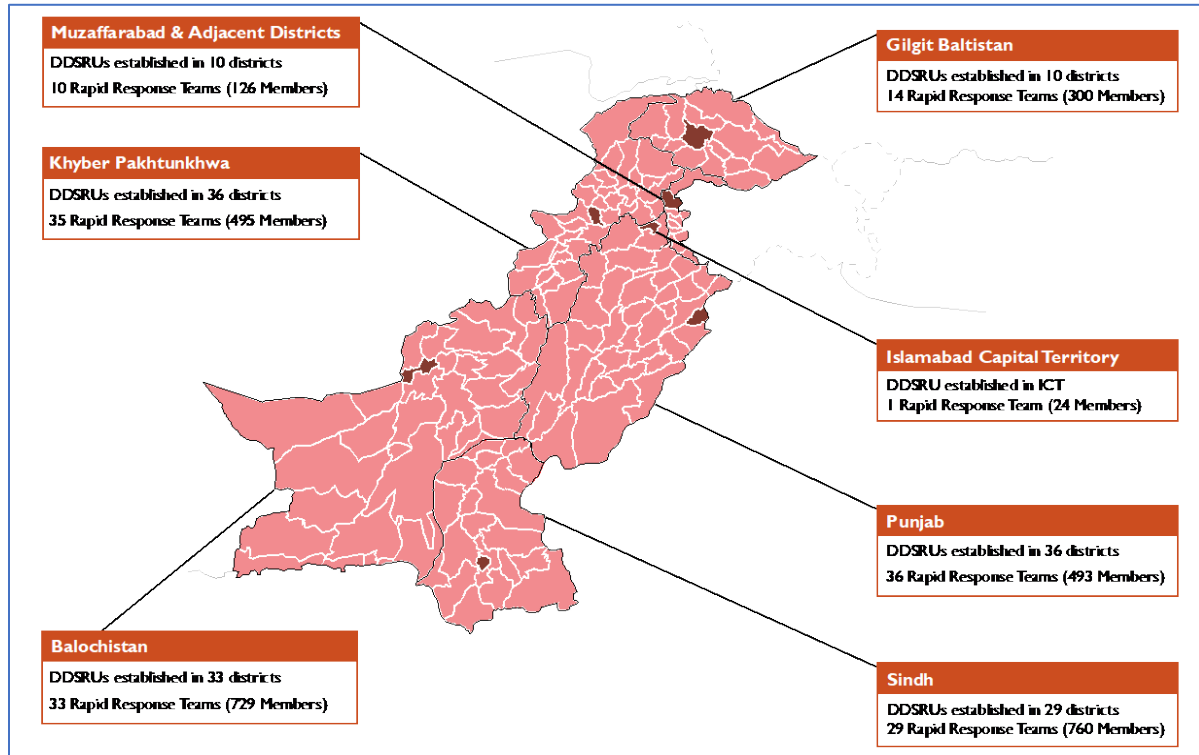 Muzaffarabad & Adjacent Districts
DDSRUs established in 10 districts
10 Rapid Response Teams (126 Members)
Khyber Pakhtunkhwa
DDSRUs established in 36 districts
35 Rapid Response Teams (495 Members)
Balochistan
DDSRUs established in 33 districts
33 Rapid Response Teams (729 Members)
Gilgit Baltistan
DDSRUs established in 10 districts
14 Rapid Response Teams (300 Members)
Islamabad Capital Territory
DDSRU established in ICT
1 Rapid Response Team (24 Members)
Punjab
DDSRUs established in 36 districts
36 Rapid Response Teams (493 Members)
Sindh
DDSRUs established in 29 districts
29 Rapid Response Teams (760 Members)